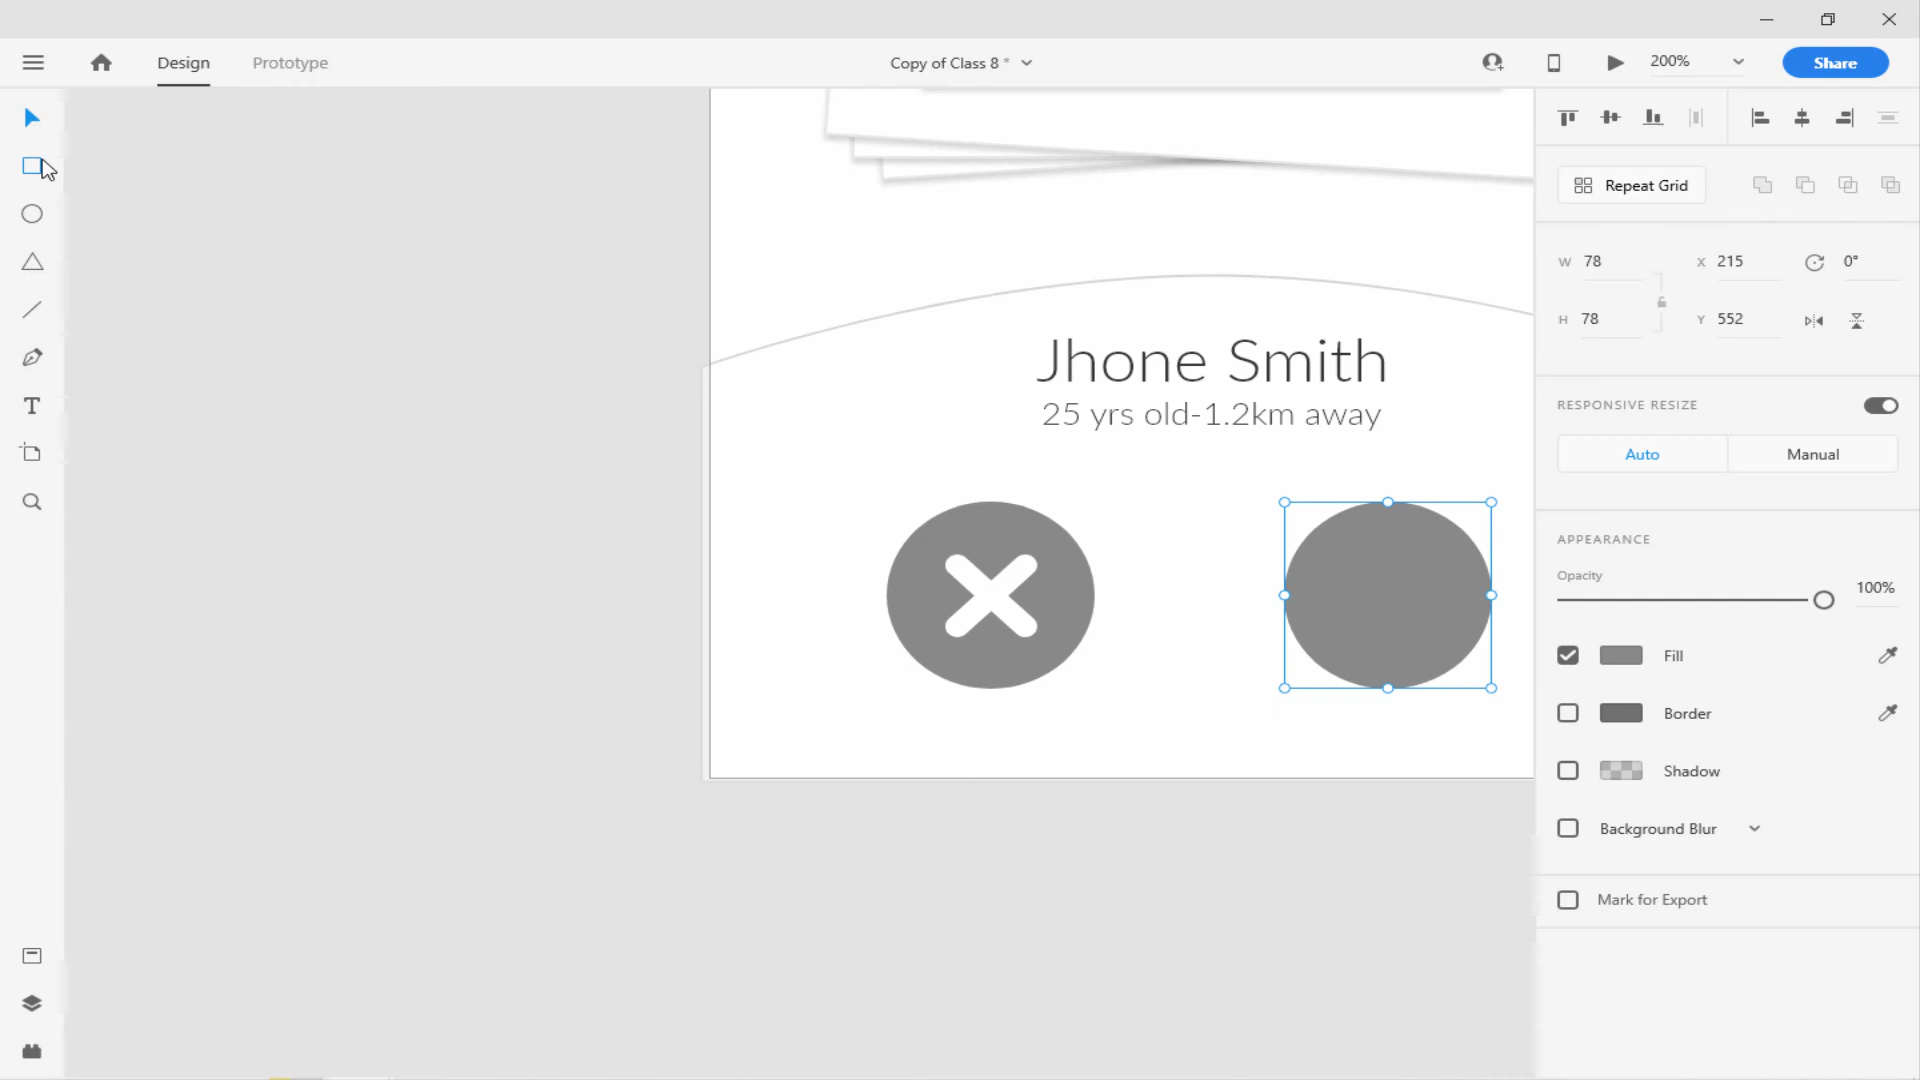 Design Prototype Copy of Class 8 * 200% Share
Repeat Grid
W 78 X 215 0°
H 78 Y 552
Jhone Smith
25 yrs old-1.2km away
RESPONSIVE RESIZE
Auto Manual
APPEARANCE
Opacity
100%
Fill
Border
Shadow
Background Blur
Mark for Export
T